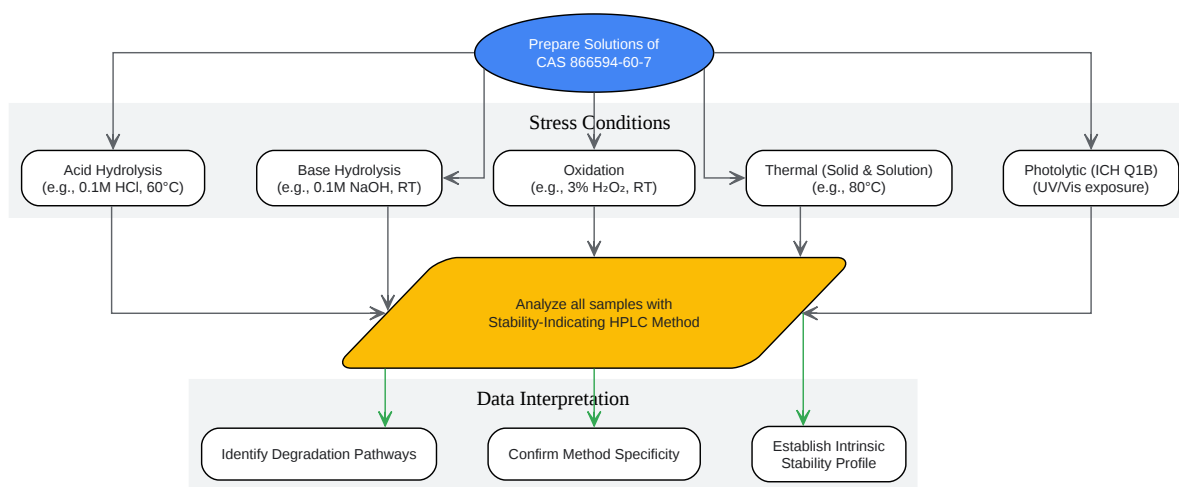 Prepare Solutions of
CAS 866594-60-7
Stress Conditions
Acid Hydrolysis
(e.g., 0.1M HCl, 60°C)
Base Hydrolysis
(e.g., 0.1M NaOH, RT)
Oxidation
(e.g., 3% H₂O₂, RT)
Thermal (Solid & Solution)
(e.g., 80°C)
Photolytic (ICH Q1B)
(UV/Vis exposure)
Analyze all samples with
Stability-Indicating HPLC Method
Data Interpretation
Identify Degradation Pathways
Confirm Method Specificity
Establish Intrinsic
Stability Profile